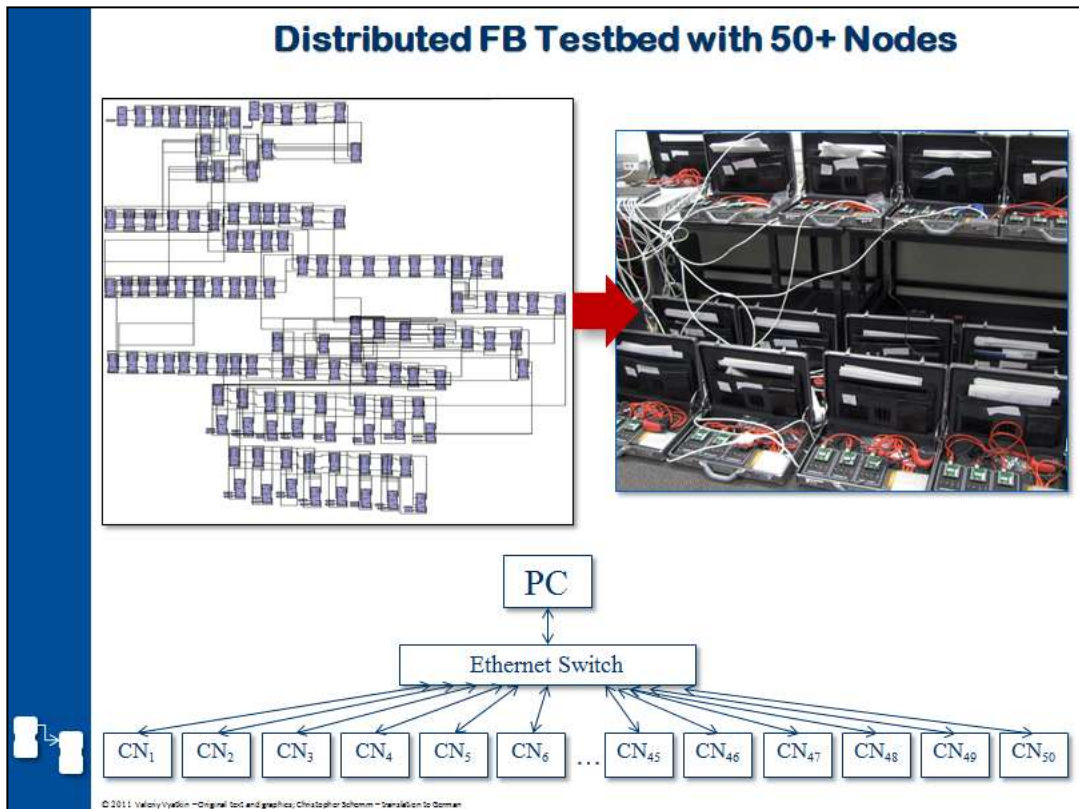 Distributed FB Testbed with 50+ Nodes
PC
Ethernet Switch
CN₁ CN₂ CN₃ CN₄ CN₅ CN₆ ... CN₄₅ CN₄₆ CN₄₇ CN₄₈ CN₄₉ CN₅₀
© 2011 Valeriy Vyatkin – Original text and graphics; Christopher Schemm – translation to German